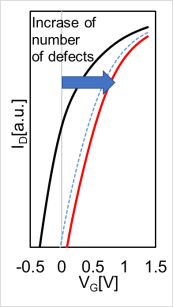 Incrase of
number
of defects
I_D[a.u.]
-0.5 0 0.5 1 1.5
V_G[V]